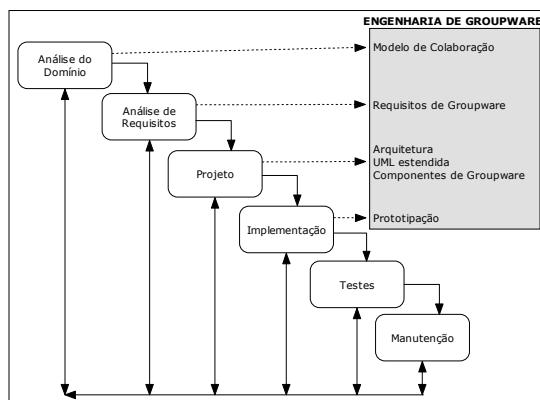 ENGENHARIA DE GROUPWARE
Análise do
Domínio
Modelo de Colaboração
Análise de
Requisitos
Requisitos de Groupware
Projeto
Arquitetura
UML estendida
Componentes de Groupware
Implementação
Prototipação
Testes
Manutenção